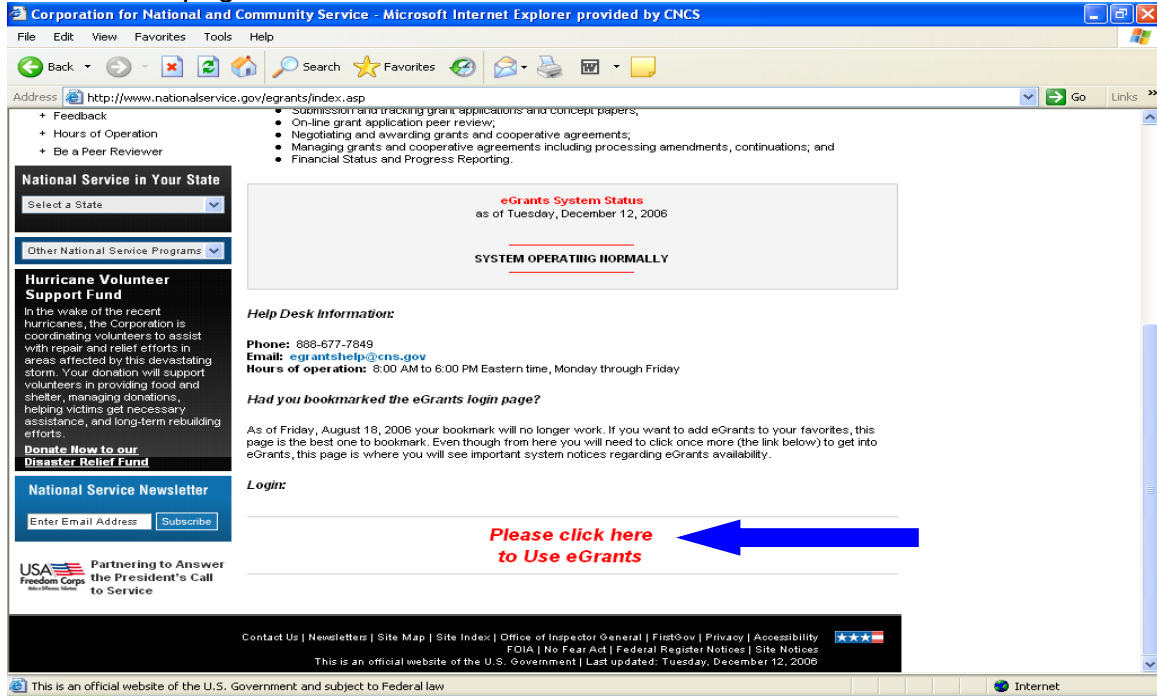 Corporation for National and Community Service - Microsoft Internet Explorer provided by CNCS
File Edit View Favorites Tools Help
Back Search Favorites
Address http://www.nationalservice.gov/egrants/index.asp Go Links »
+ Feedback
+ Hours of Operation
+ Be a Peer Reviewer
National Service in Your State
Select a State
Other National Service Programs
Hurricane Volunteer
Support Fund
In the wake of the recent
hurricanes, the Corporation is
coordinating volunteers to assist
with repair and relief efforts in
areas affected by this devastating
storm. Your donation will support
volunteers in providing food and
shelter, managing donations,
helping victims get necessary
assistance, and long-term rebuilding
efforts.
Donate Now to our
Disaster Relief Fund
National Service Newsletter
Enter Email Address Subscribe
USA
Freedom Corps
Partnering to Answer
the President's Call
to Service
• Submission and tracking grant applications and concept papers;
• On-line grant application peer review;
• Negotiating and awarding grants and cooperative agreements;
• Managing grants and cooperative agreements including processing amendments, continuations; and
• Financial Status and Progress Reporting.
eGrants System Status
as of Tuesday, December 12, 2006
SYSTEM OPERATING NORMALLY
Help Desk Information:
Phone: 888-677-7849
Email: egrantshelp@cns.gov
Hours of operation: 8:00 AM to 6:00 PM Eastern time, Monday through Friday
Had you bookmarked the eGrants login page?
As of Friday, August 18, 2006 your bookmark will no longer work. If you want to add eGrants to your favorites, this
page is the best one to bookmark. Even though from here you will need to click once more (the link below) to get into
eGrants, this page is where you will see important system notices regarding eGrants availability.
Login:
Please click here
to Use eGrants
Contact Us | Newsletters | Site Map | Site Index | Office of Inspector General | FirstGov | Privacy | Accessibility
FOIA | No Fear Act | Federal Register Notices | Site Notices
This is an official website of the U.S. Government | Last updated: Tuesday, December 12, 2006
This is an official website of the U.S. Government and subject to Federal law Internet